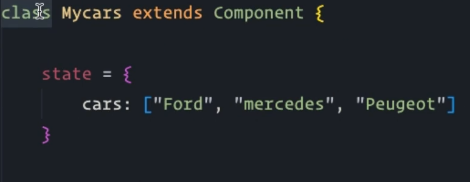 class Mycars extends Component {
state = {
cars: ["Ford", "mercedes", "Peugeot"]
}